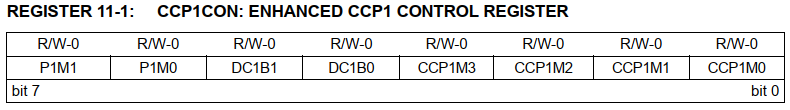 REGISTER 11-1: CCP1CON: ENHANCED CCP1 CONTROL REGISTER
R/W-0 R/W-0 R/W-0 R/W-0 R/W-0 R/W-0 R/W-0 R/W-0
P1M1 P1M0 DC1B1 DC1B0 CCP1M3 CCP1M2 CCP1M1 CCP1M0
bit 7 bit 0